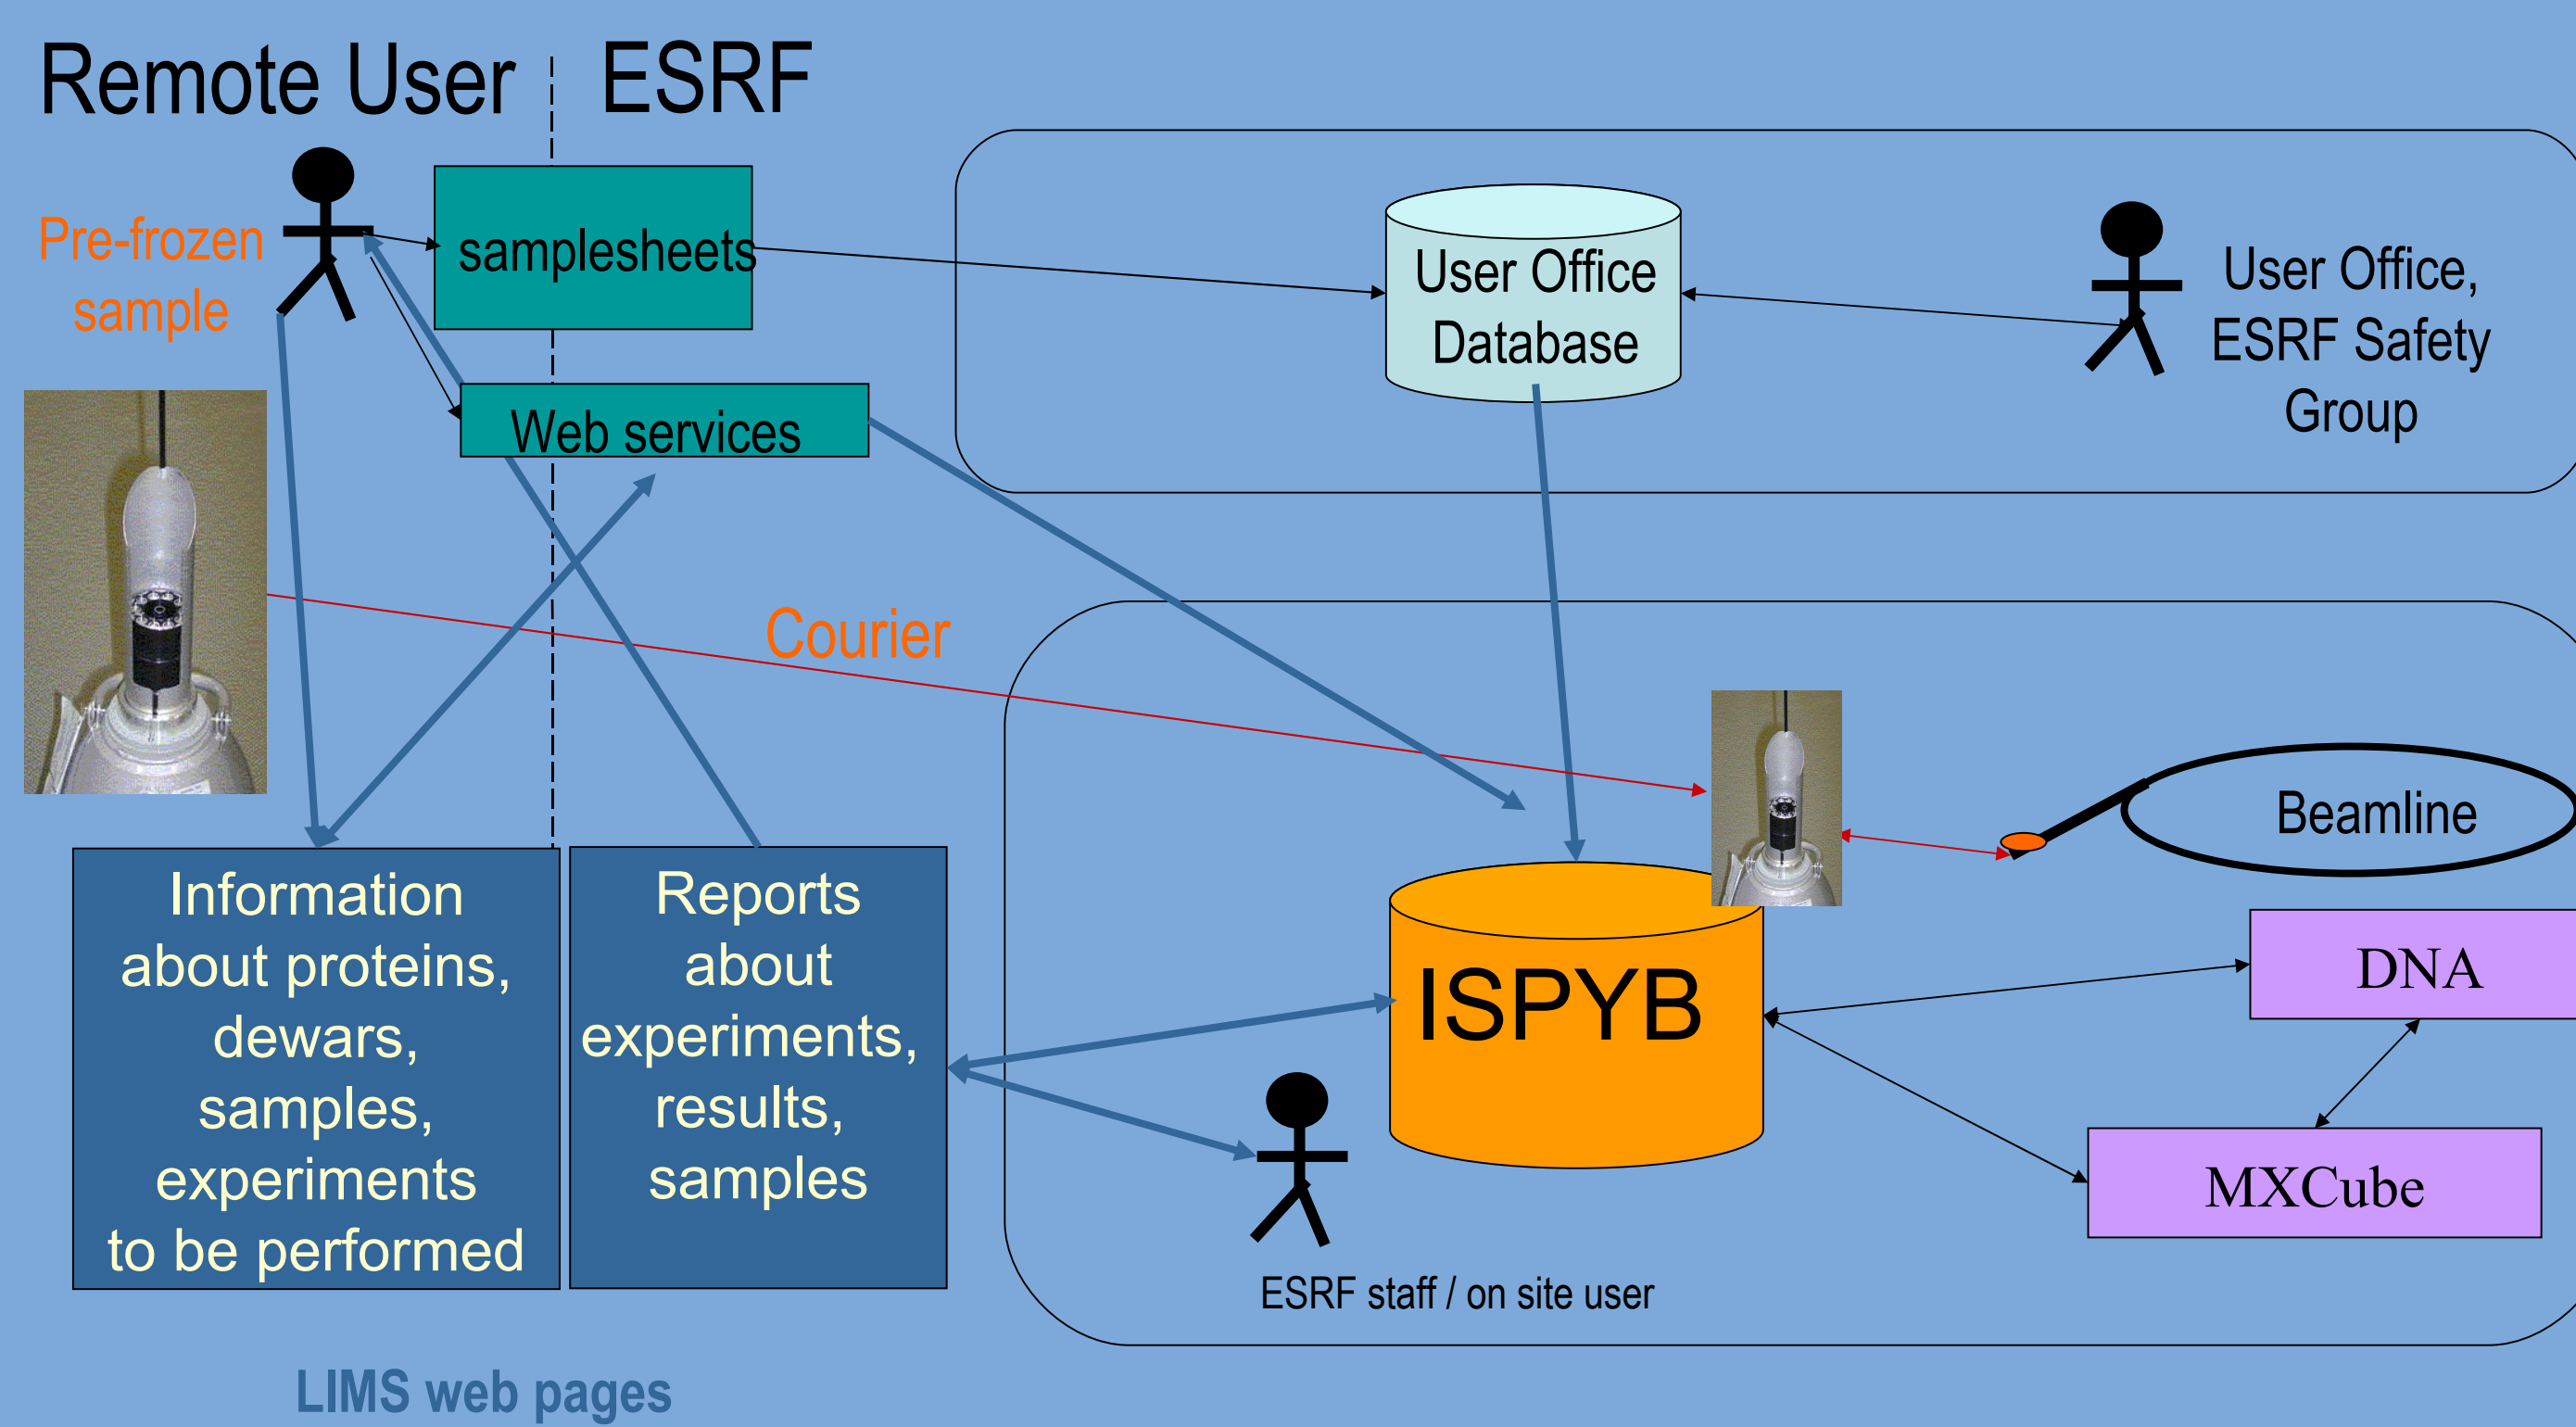 Remote User
ESRF
Pre-frozen
sample
samplesheets
Web services
User Office
Database
User Office,
ESRF Safety
Group
Courier
Beamline
Information
about proteins,
dewars,
samples,
experiments
to be performed
Reports
about
experiments,
results,
samples
ISPYB
DNA
MXCube
ESRF staff / on site user
LIMS web pages